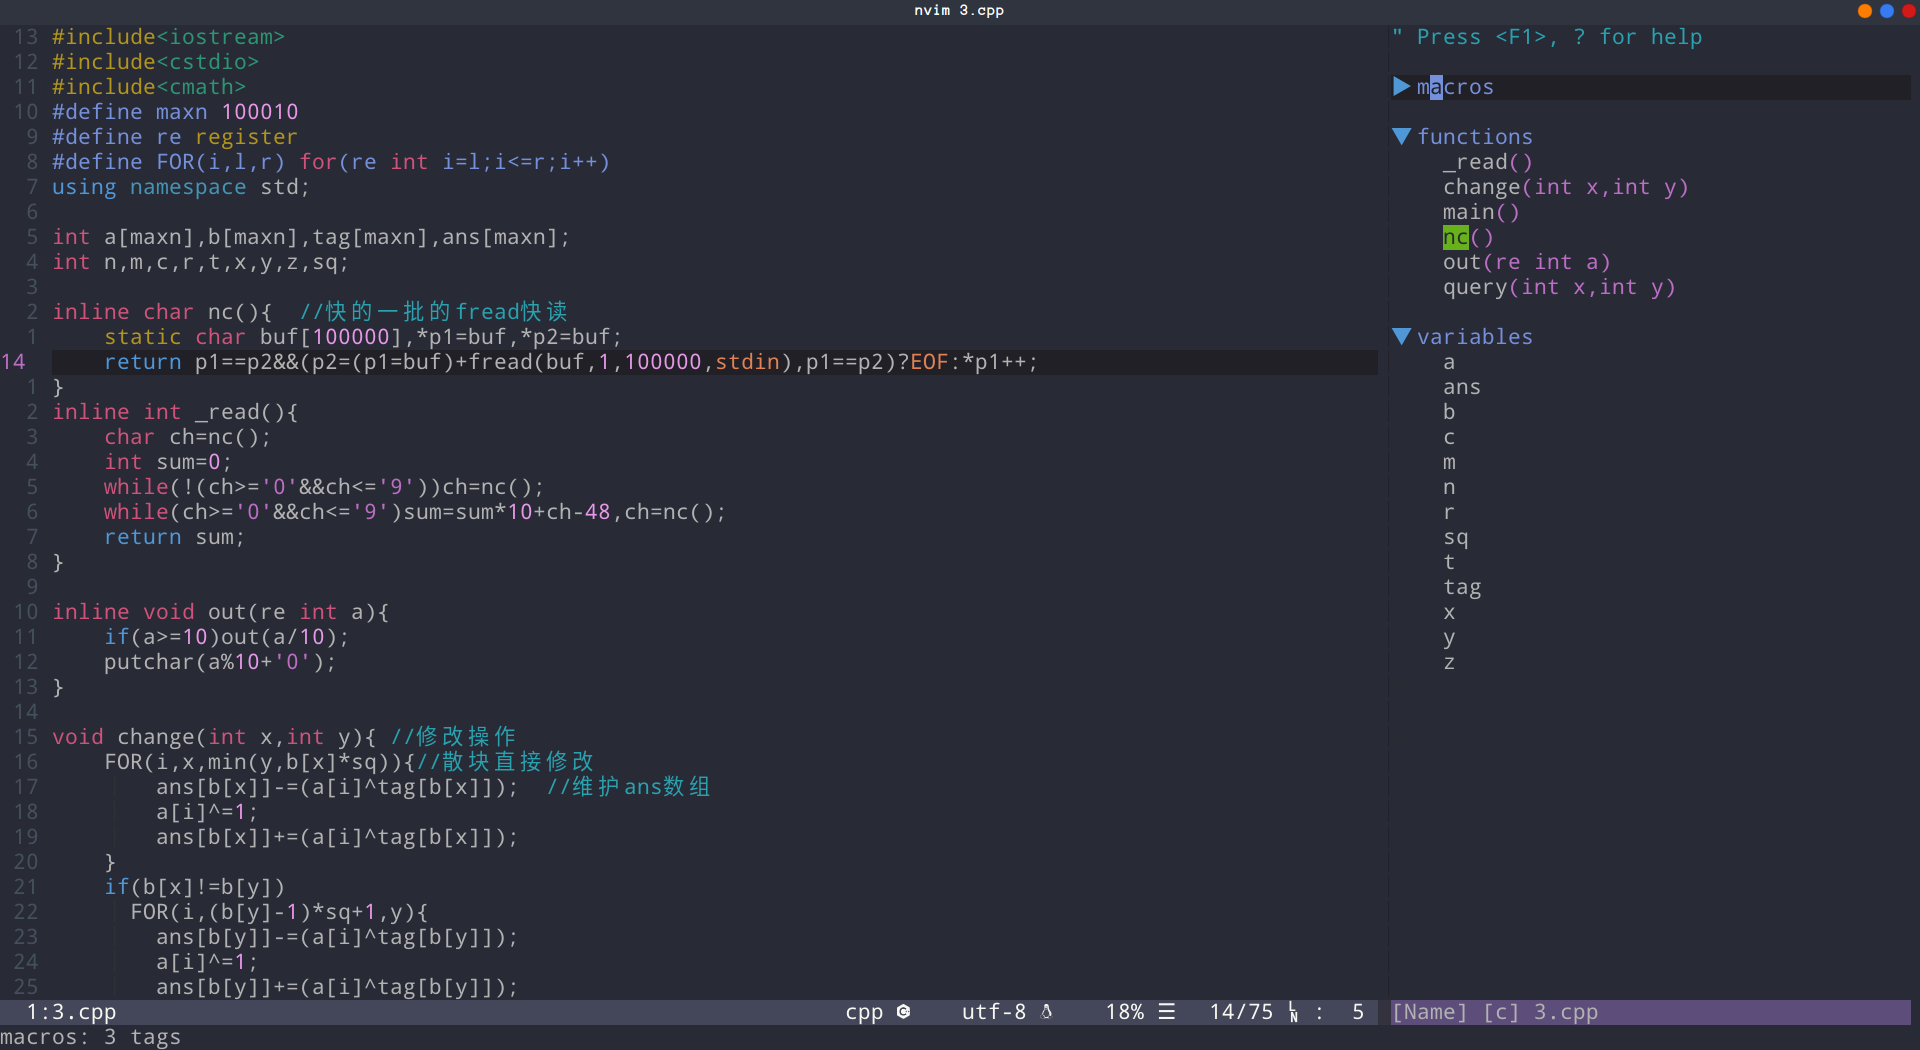 nvim 3.cpp
13 #include<iostream>
12 #include<cstdio>
11 #include<cmath>
10 #define maxn 100010
9 #define re register
8 #define FOR(i,l,r) for(re int i=l;i<=r;i++)
7 using namespace std;
6
5 int a[maxn],b[maxn],tag[maxn],ans[maxn];
4 int n,m,c,r,t,x,y,z,sq;
3
2 inline char nc(){  //快的一批的fread快读
1     static char buf[100000],*p1=buf,*p2=buf;
14     return p1==p2&&(p2=(p1=buf)+fread(buf,1,100000,stdin),p1==p2)?EOF:*p1++;
1 }
2 inline int _read(){
3     char ch=nc();
4     int sum=0;
5     while(!(ch>='0'&&ch<='9'))ch=nc();
6     while(ch>='0'&&ch<='9')sum=sum*10+ch-48,ch=nc();
7     return sum;
8 }
9
10 inline void out(re int a){
11     if(a>=10)out(a/10);
12     putchar(a%10+'0');
13 }
14
15 void change(int x,int y){ //修改操作
16     FOR(i,x,min(y,b[x]*sq)){//散块直接修改
17         ans[b[x]]-=(a[i]^tag[b[x]]);  //维护ans数组
18         a[i]^=1;
19         ans[b[x]]+=(a[i]^tag[b[x]]);
20     }
21     if(b[x]!=b[y])
22       FOR(i,(b[y]-1)*sq+1,y){
23         ans[b[y]]-=(a[i]^tag[b[y]]);
24         a[i]^=1;
25         ans[b[y]]+=(a[i]^tag[b[y]]);
1:3.cpp cpp utf-8 18% ☰ 14/75 LN : 5
macros: 3 tags
" Press <F1>, ? for help
▶ macros
▼ functions
_read()
change(int x,int y)
main()
nc()
out(re int a)
query(int x,int y)
▼ variables
a
ans
b
c
m
n
r
sq
t
tag
x
y
z
[Name] [c] 3.cpp